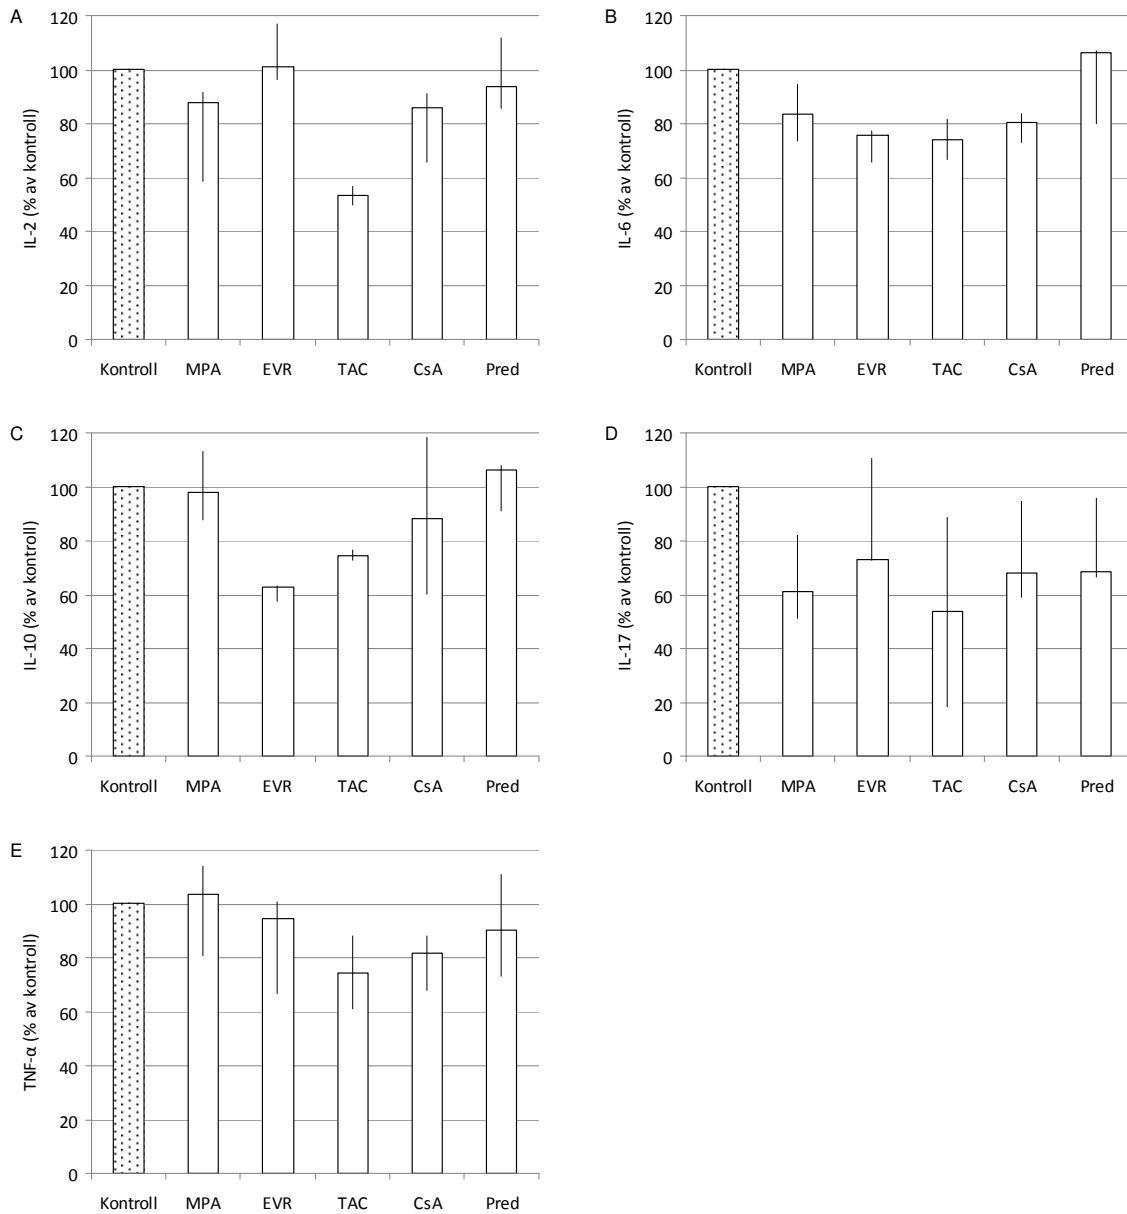 A
IL-2 (% av kontroll)
120
100
80
60
40
20
0
Kontroll MPA EVR TAC CsA Pred
B
IL-6 (% av kontroll)
120
100
80
60
40
20
0
Kontroll MPA EVR TAC CsA Pred
C
IL-10 (% av kontroll)
120
100
80
60
40
20
0
Kontroll MPA EVR TAC CsA Pred
D
IL-17 (% av kontroll)
120
100
80
60
40
20
0
Kontroll MPA EVR TAC CsA Pred
E
TNF-α (% av kontroll)
120
100
80
60
40
20
0
Kontroll MPA EVR TAC CsA Pred